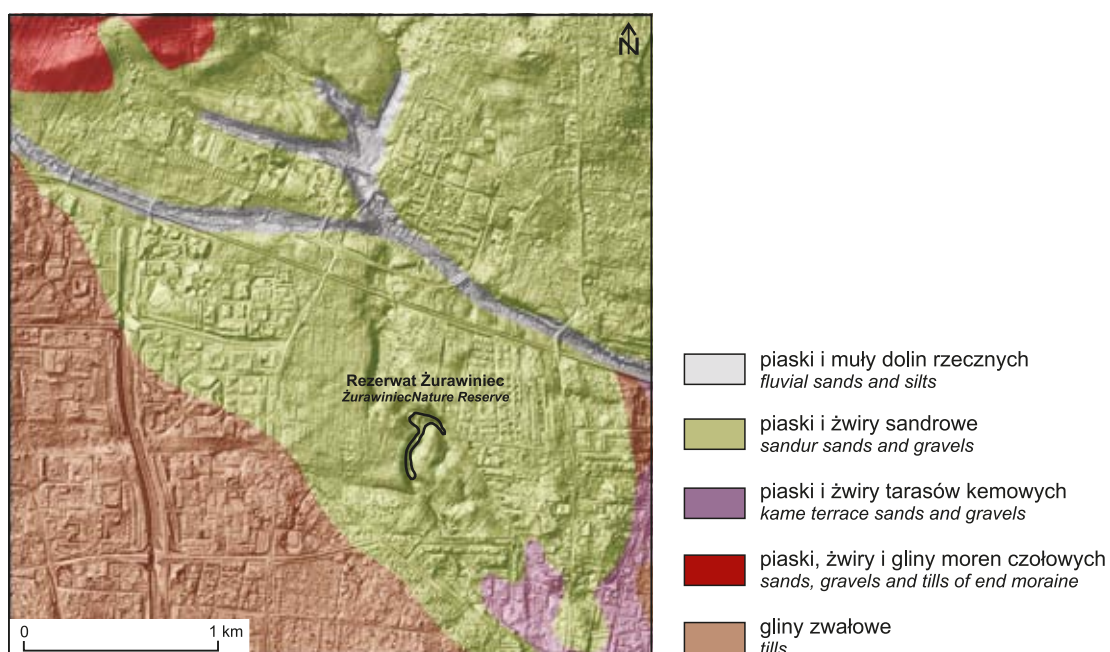 N
Rezerwat Żurawiniec
ŻurawiniecNature Reserve
0 1 km
piaski i muły dolin rzecznych
fluvial sands and silts
piaski i żwiry sandrowe
sandur sands and gravels
piaski i żwiry tarasów kemowych
kame terrace sands and gravels
piaski, żwiry i gliny moren czołowych
sands, gravels and tills of end moraine
gliny zwałowe
tills